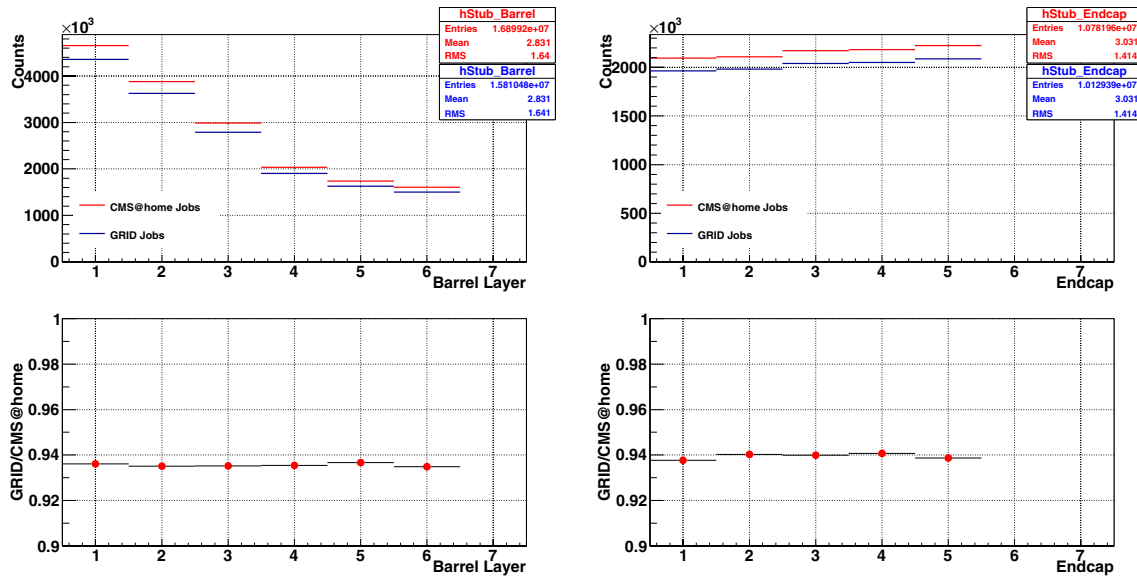 ×10³
Counts
4000
3000
2000
1000
0
1 2 3 4 5 6 7
Barrel Layer
hStub_Barrel
Entries 1.68992e+07
Mean 2.831
RMS 1.64
hStub_Barrel
Entries 1.581048e+07
Mean 2.831
RMS 1.641
CMS@home Jobs
GRID Jobs
×10³
Counts
2000
1500
1000
500
0
1 2 3 4 5 6 7
Endcap
hStub_Endcap
Entries 1.078196e+07
Mean 3.031
RMS 1.414
hStub_Endcap
Entries 1.012939e+07
Mean 3.031
RMS 1.414
CMS@home Jobs
GRID Jobs
GRID/CMS@home
1
0.98
0.96
0.94
0.92
0.9
1 2 3 4 5 6 7
Barrel Layer
GRID/CMS@home
1
0.98
0.96
0.94
0.92
0.9
1 2 3 4 5 6 7
Endcap